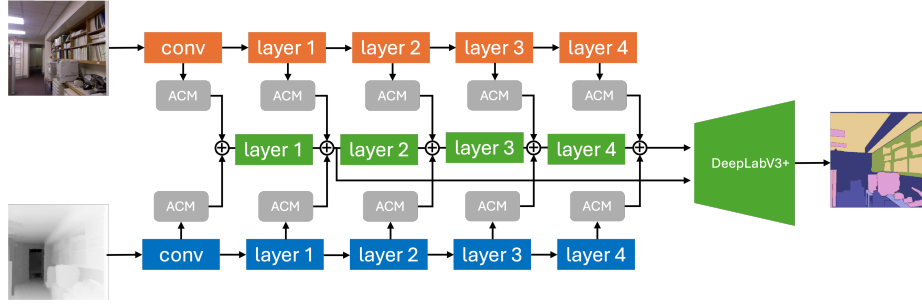 conv layer 1 layer 2 layer 3 layer 4
ACM ACM ACM ACM ACM
layer 1 layer 2 layer 3 layer 4 DeepLabV3+
ACM ACM ACM ACM ACM
conv layer 1 layer 2 layer 3 layer 4